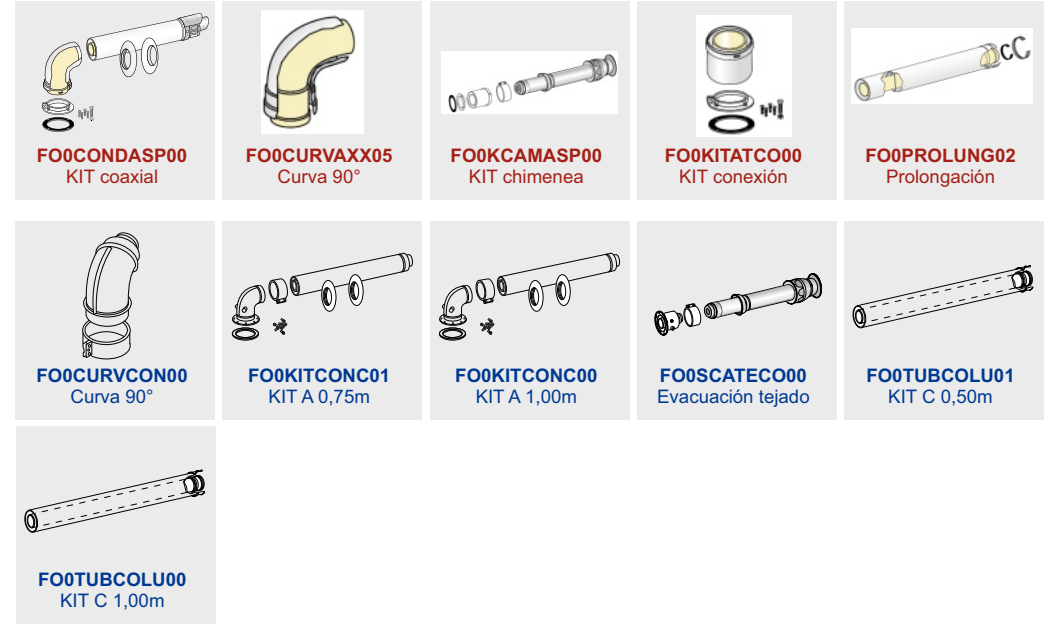 FO0CONDASP00
KIT coaxial
FO0CURVAXX05
Curva 90°
FO0KCAMASP00
KIT chimenea
FO0KITATCO00
KIT conexión
FO0PROLUNG02
Prolongación
FO0CURVCON00
Curva 90°
FO0KITCONC01
KIT A 0,75m
FO0KITCONC00
KIT A 1,00m
FO0SCATECO00
Evacuación tejado
FO0TUBCOLU01
KIT C 0,50m
FO0TUBCOLU00
KIT C 1,00m